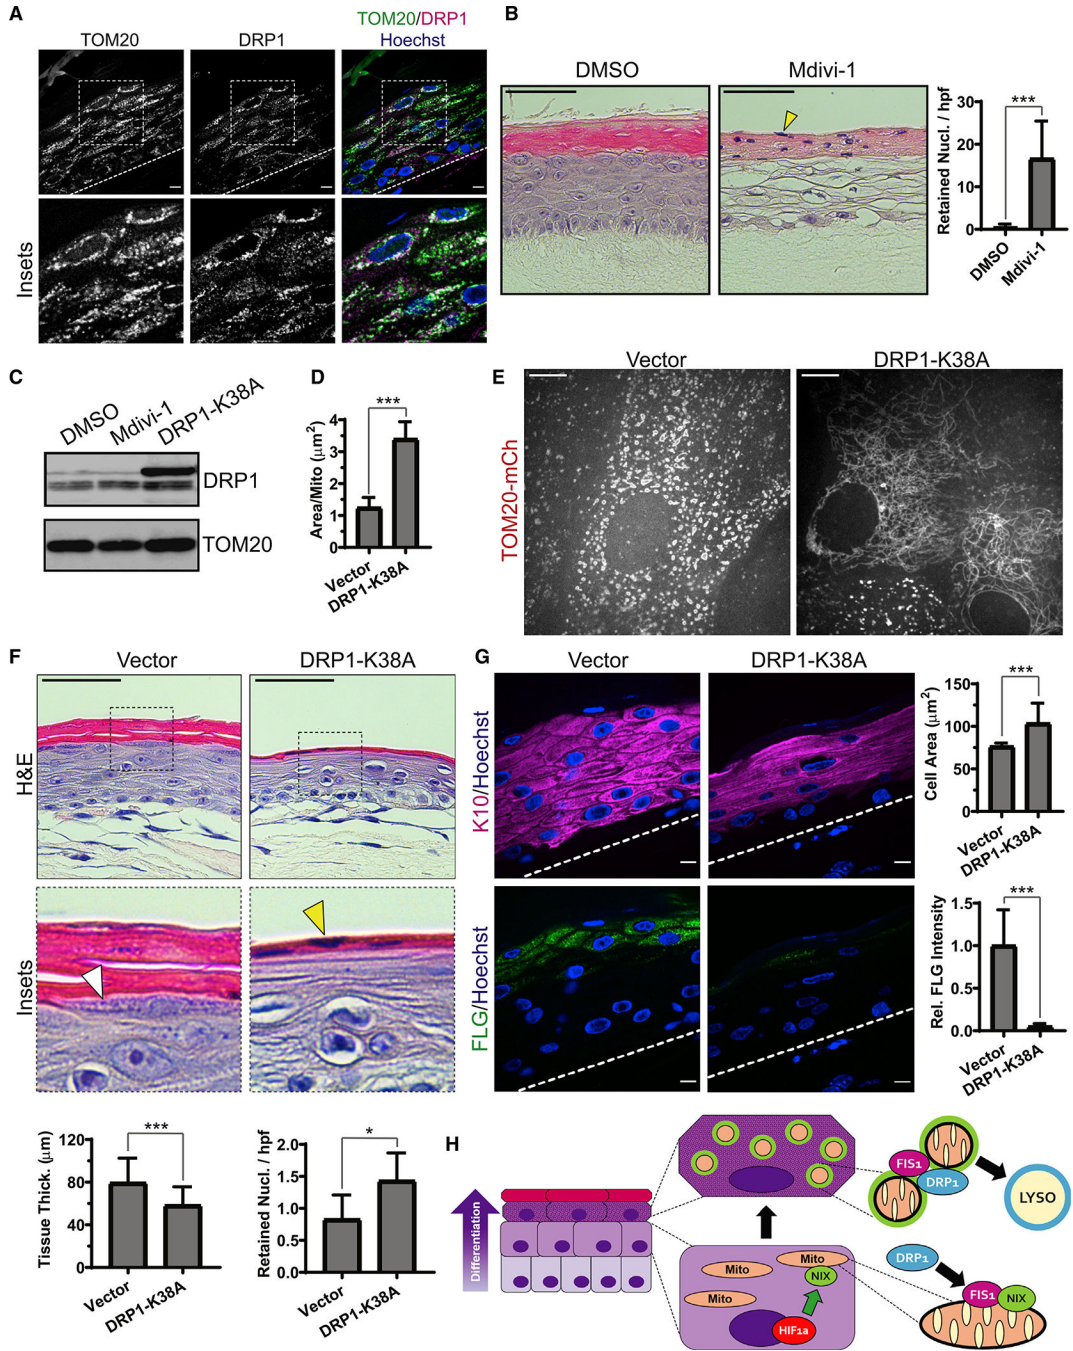 A
TOM20
DRP1
TOM20/DRP1
Hoechst
Insets
B
DMSO
Mdivi-1
Retained Nucl. / hpf
30
20
10
0
***
DMSO
Mdivi-1
C
DMSO
Mdivi-1
DRP1-K38A
DRP1
TOM20
D
Area/Mito (µm²)
4
3
2
1
0
***
Vector
DRP1-K38A
E
Vector
DRP1-K38A
TOM20-mCh
F
Vector
DRP1-K38A
H&E
Insets
Tissue Thick. (µm)
120
80
40
0
***
Vector
DRP1-K38A
Retained Nucl. / hpf
2.0
1.5
1.0
0.5
0.0
*
Vector
DRP1-K38A
G
Vector
DRP1-K38A
K10/Hoechst
FLG/Hoechst
Cell Area (µm²)
150
100
50
0
***
Vector
DRP1-K38A
Rel. FLG Intensity
1.5
1.0
0.5
0.0
***
Vector
DRP1-K38A
H
Differentiation
Mito
Mito
Mito
NIX
HIF1a
FIS1
DRP1
LYSO
DRP1
FIS1
NIX